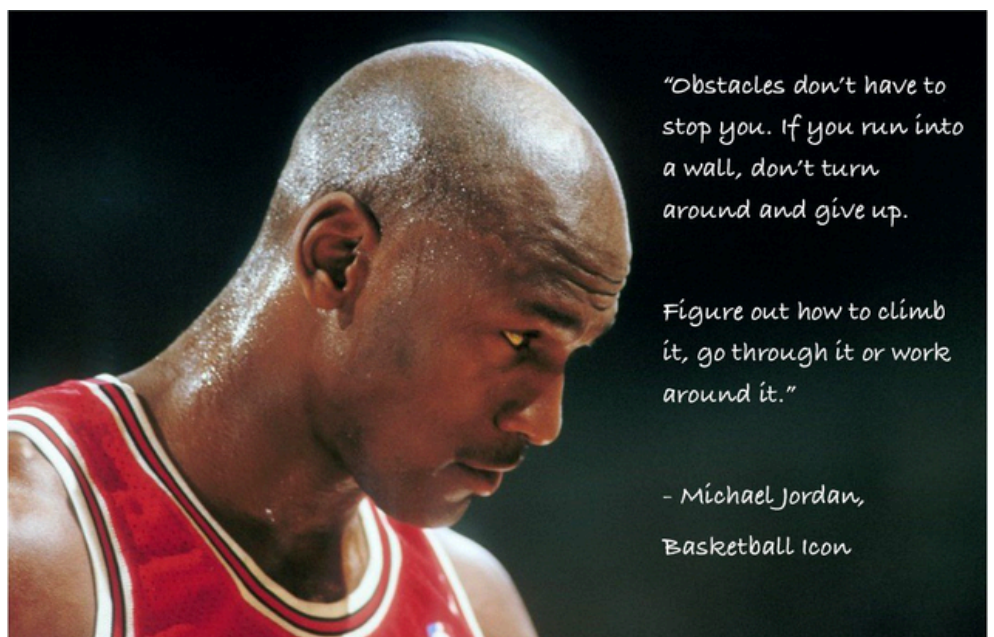 “Obstacles don’t have to
stop you. If you run into
a wall, don’t turn
around and give up.
Figure out how to climb
it, go through it or work
around it.”
- Michael Jordan,
Basketball Icon